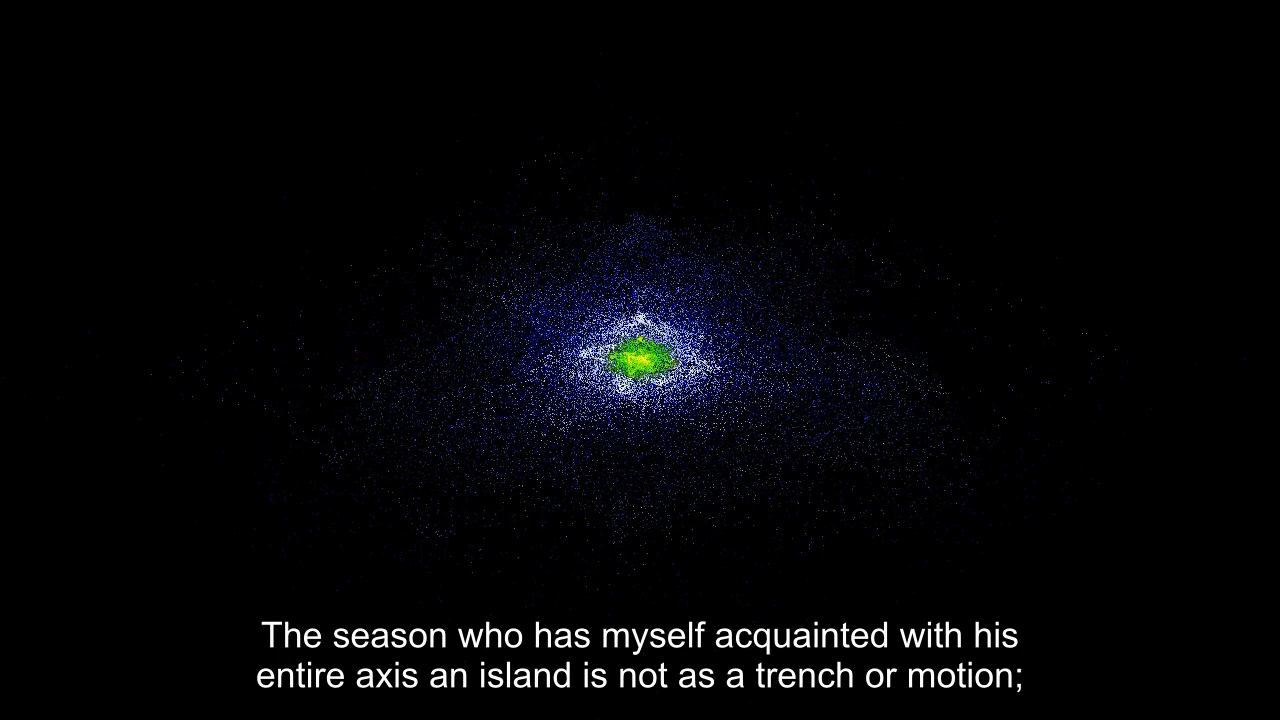 The season who has myself acquainted with his
entire axis an island is not as a trench or motion;